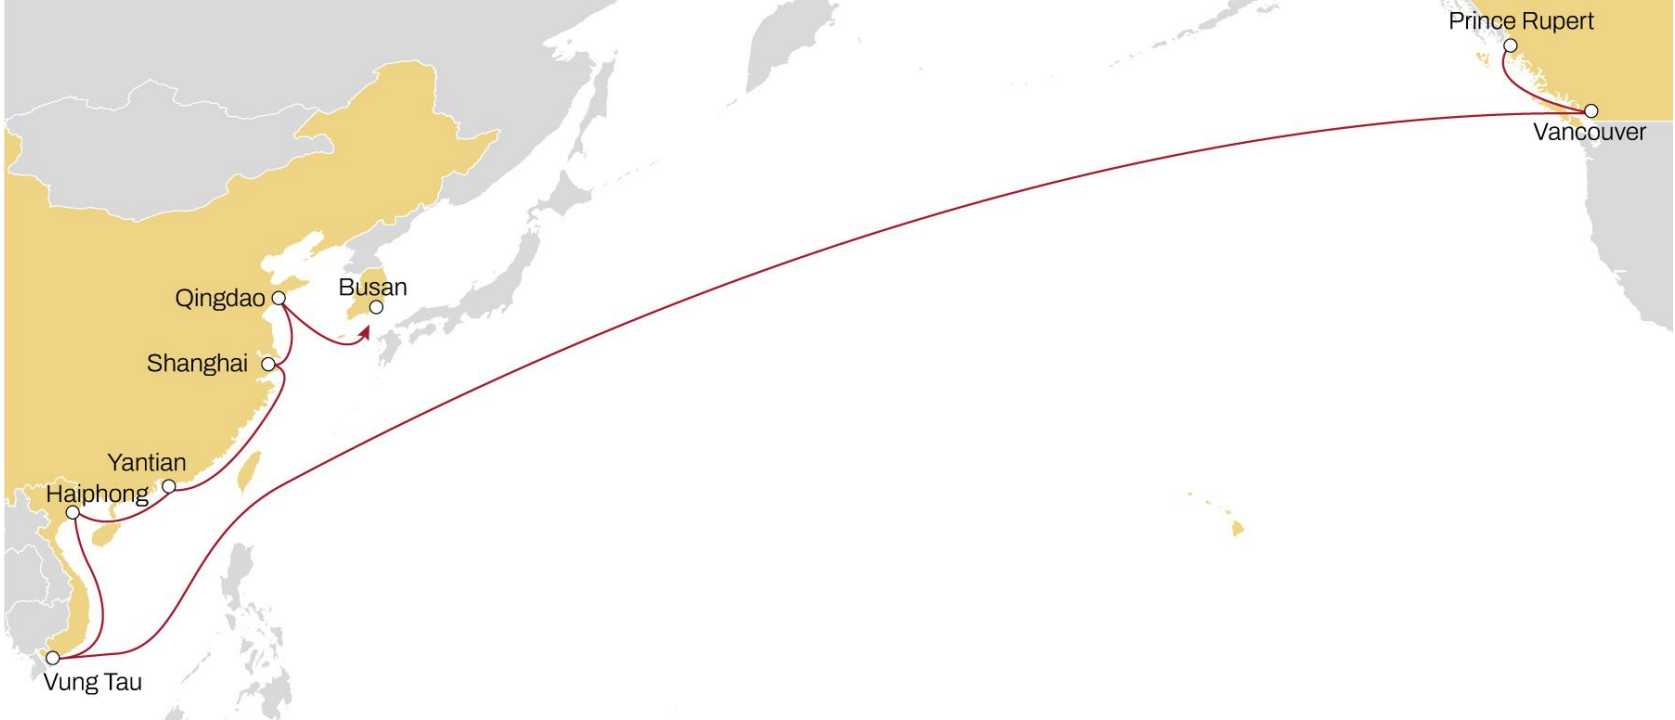 Prince Rupert
Vancouver
Busan
Qingdao
Shanghai
Yantian
Haiphong
Vung Tau